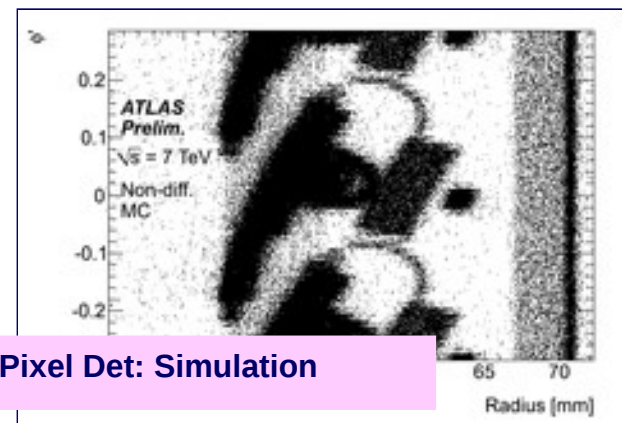 φ'
0.2
ATLAS
Prelim.
0.1
√s = 7 TeV
0
Non-diff.
MC
-0.1
-0.2
Pixel Det: Simulation
65 70
Radius [mm]